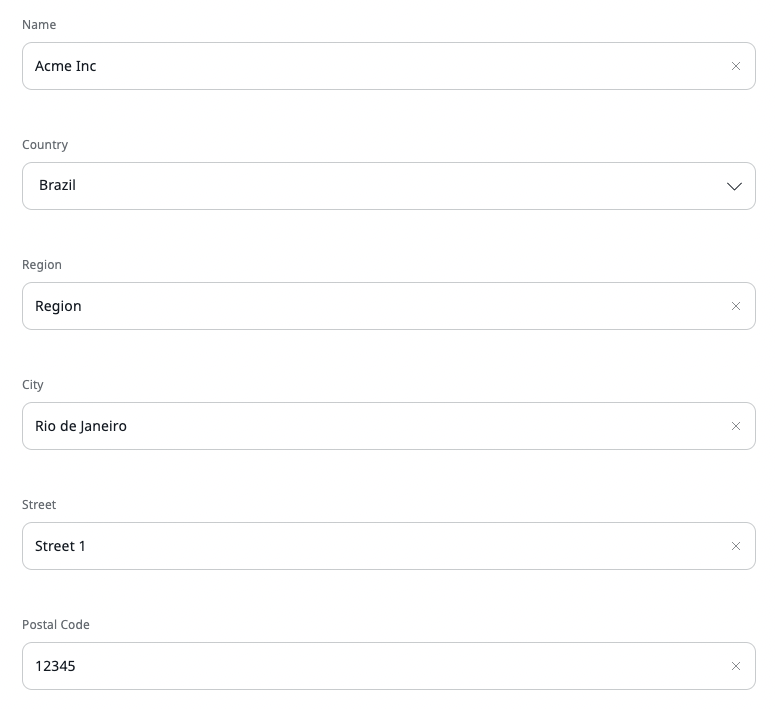 Name
Acme Inc
Country
Brazil
Region
Region
City
Rio de Janeiro
Street
Street 1
Postal Code
12345